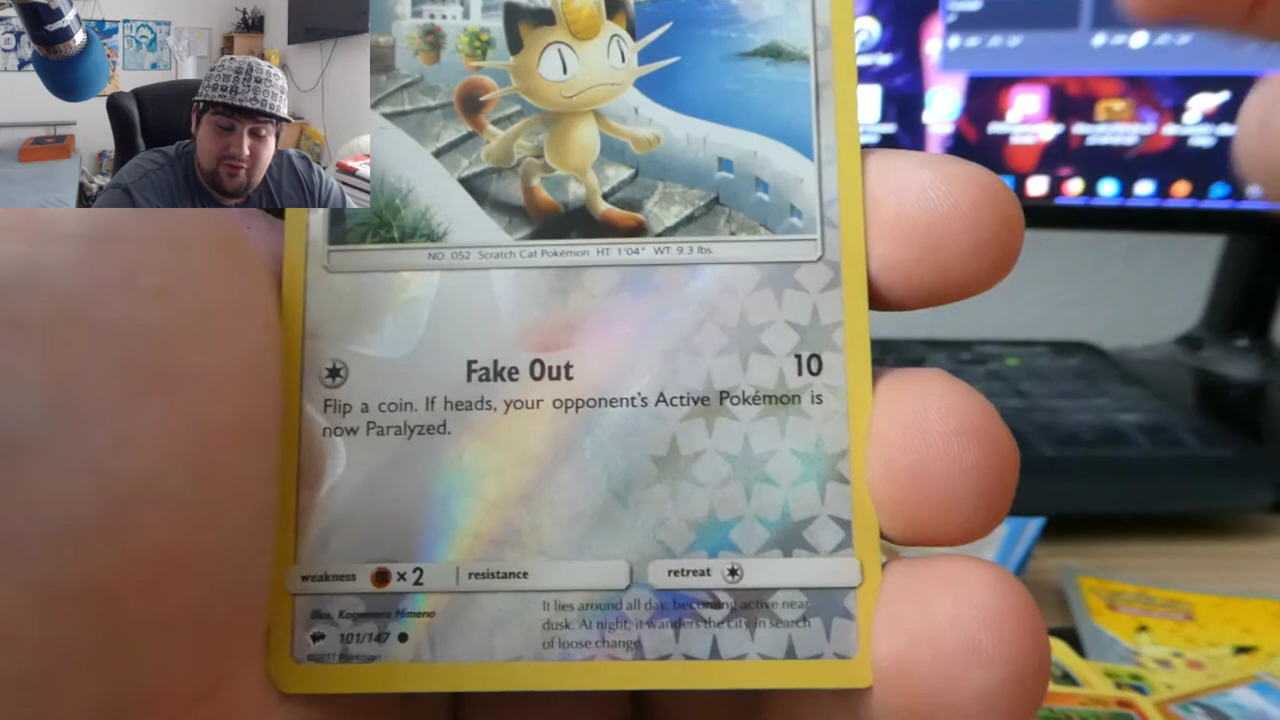 NO. 052 Scratch Cat Pokémon HT: 1'04" WT: 9.3 lbs.
Fake Out 10
Flip a coin. If heads, your opponent's Active Pokémon is
now Paralyzed.
weakness ×2 resistance retreat
Illus. Kagemaru Himeno
101/147
©2017 Pokémon
It lies around all day, becoming active near
dusk. At night, it wanders the city in search
of loose change.